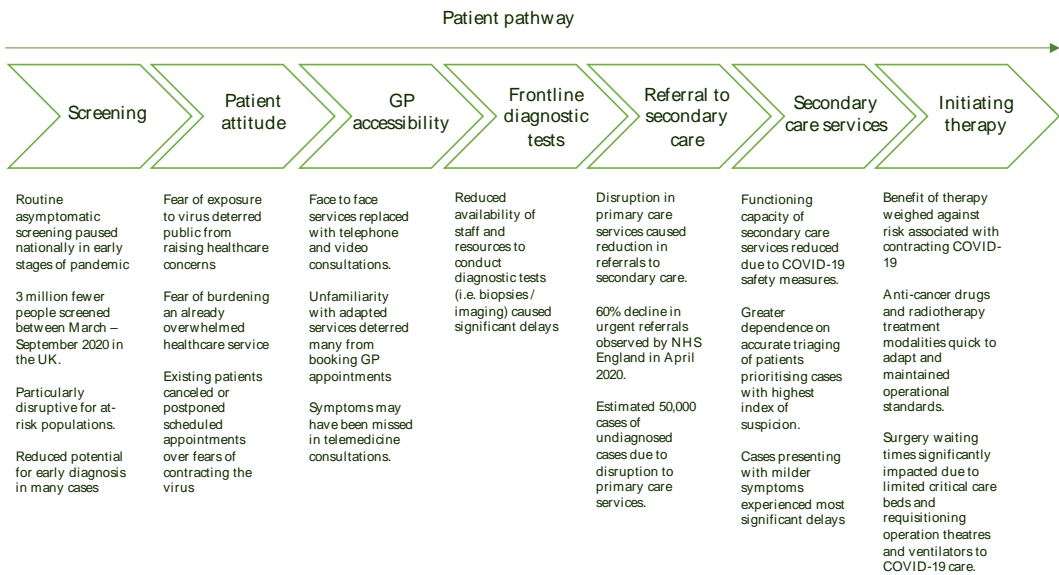 Patient pathway
Screening
Patient
attitude
GP
accessibility
Frontline
diagnostic
tests
Referral to
secondary
care
Secondary
care services
Initiating
therapy
Routine
asymptomatic
screening paused
nationally in early
stages of pandemic
3 million fewer
people screened
between March –
September 2020 in
the UK.
Particularly
disruptive for at-
risk populations.
Reduced potential
for early diagnosis
in many cases
Fear of exposure
to virus deterred
public from
raising healthcare
concerns
Fear of burdening
an already
overwhelmed
healthcare service
Existing patients
canceled or
postponed
scheduled
appointments
over fears of
contracting the
virus
Face to face
services replaced
with telephone
and video
consultations.
Unfamiliarity
with adapted
services deterred
many from
booking GP
appointments
Symptoms may
have been missed
in telemedicine
consultations.
Reduced
availability of
staff and
resources to
conduct
diagnostic tests
(i.e. biopsies /
imaging) caused
significant delays
Disruption in
primary care
services caused
reduction in
referrals to
secondary care.
60% decline in
urgent referrals
observed by NHS
England in April
2020.
Estimated 50,000
cases of
undiagnosed
cases due to
disruption to
primary care
services.
Functioning
capacity of
secondary care
services reduced
due to COVID-19
safety measures.
Greater
dependence on
accurate triaging
of patients
prioritising cases
with highest
index of
suspicion.
Cases presenting
with milder
symptoms
experienced most
significant delays
Benefit of therapy
weighed against
risk associated with
contracting COVID-
19
Anti-cancer drugs
and radiotherapy
treatment
modalities quick to
adapt and
maintained
operational
standards.
Surgery waiting
times significantly
impacted due to
limited critical care
beds and
requisitioning
operation theatres
and ventilators to
COVID-19 care.